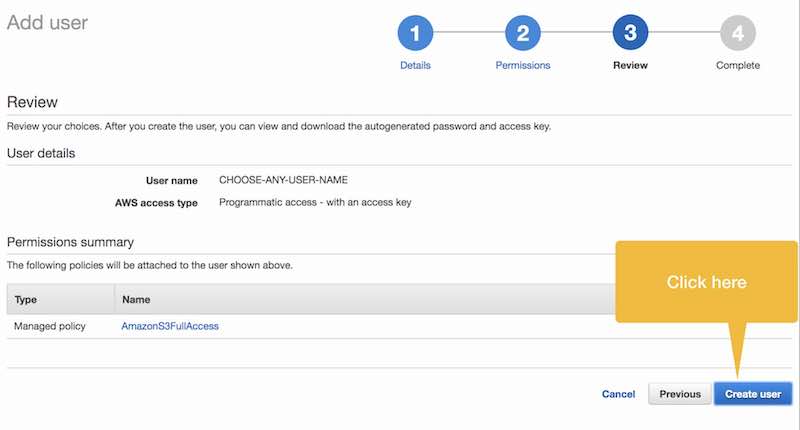 Add user
1 2 3 4
Details Permissions Review Complete
Review
Review your choices. After you create the user, you can view and download the autogenerated password and access key.
User details
User name CHOOSE-ANY-USER-NAME
AWS access type Programmatic access - with an access key
Permissions summary
The following policies will be attached to the user shown above.
Click here
Type Name
Managed policy AmazonS3FullAccess
Cancel Previous Create user